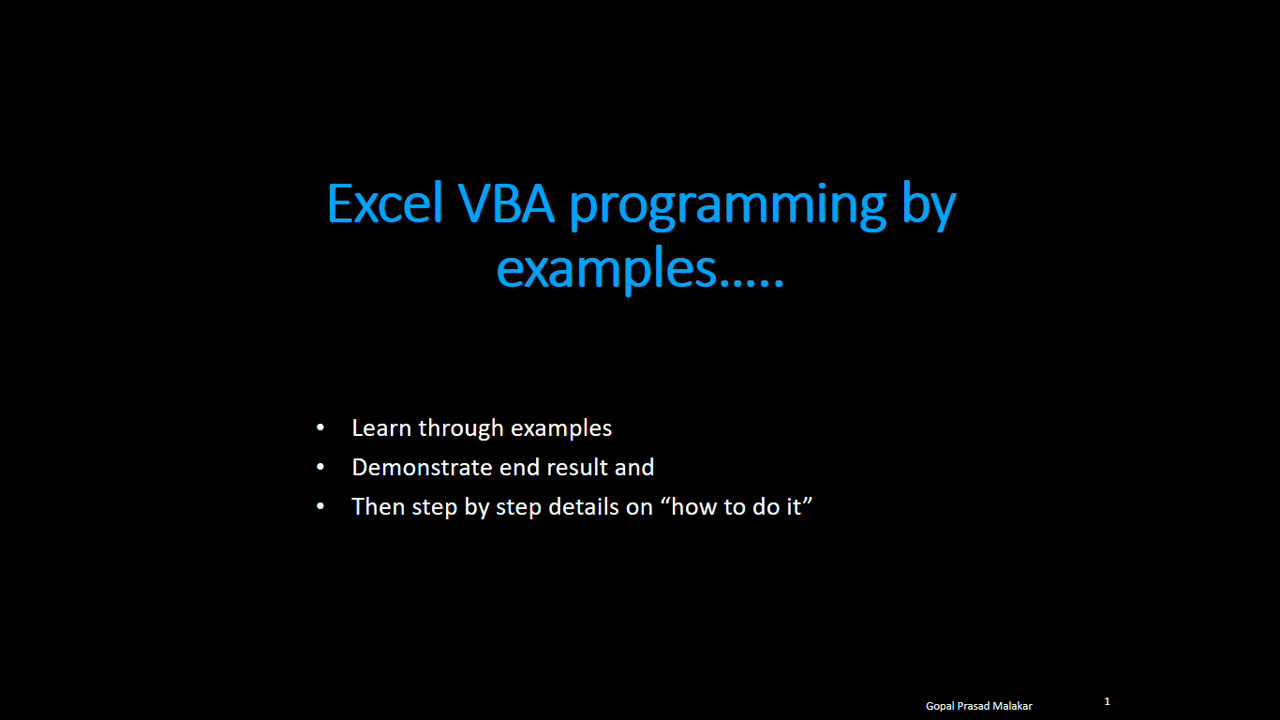 Excel VBA programming by
examples.....
• Learn through examples
• Demonstrate end result and
• Then step by step details on “how to do it”
Gopal Prasad Malakar
1